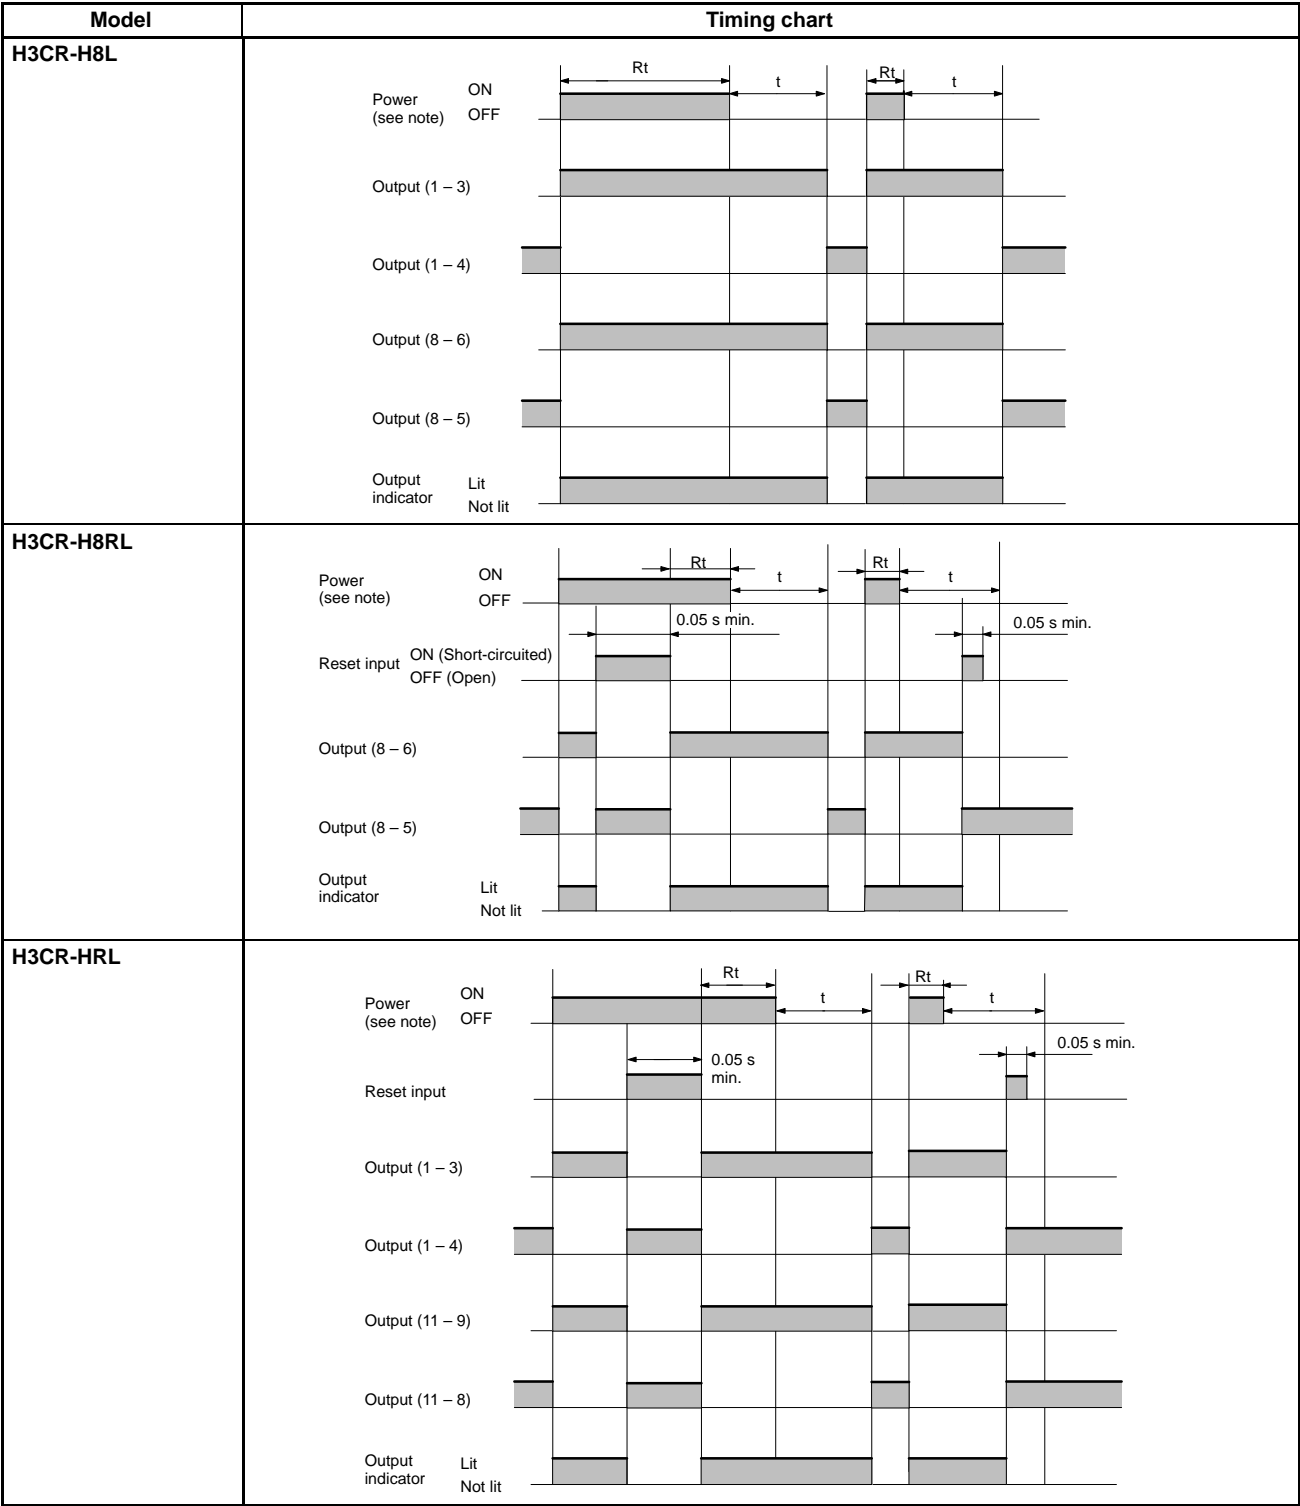 Model Timing chart
H3CR-H8L
Rt t Rt t
Power
(see note)
ON
OFF
Output (1 – 3)
Output (1 – 4)
Output (8 – 6)
Output (8 – 5)
Output
indicator
Lit
Not lit
H3CR-H8RL
Rt t Rt t
Power
(see note)
ON
OFF
0.05 s min. 0.05 s min.
Reset input
ON (Short-circuited)
OFF (Open)
Output (8 – 6)
Output (8 – 5)
Output
indicator
Lit
Not lit
H3CR-HRL
Rt t Rt t
Power
(see note)
ON
OFF
0.05 s
min.
0.05 s min.
Reset input
Output (1 – 3)
Output (1 – 4)
Output (11 – 9)
Output (11 – 8)
Output
indicator
Lit
Not lit